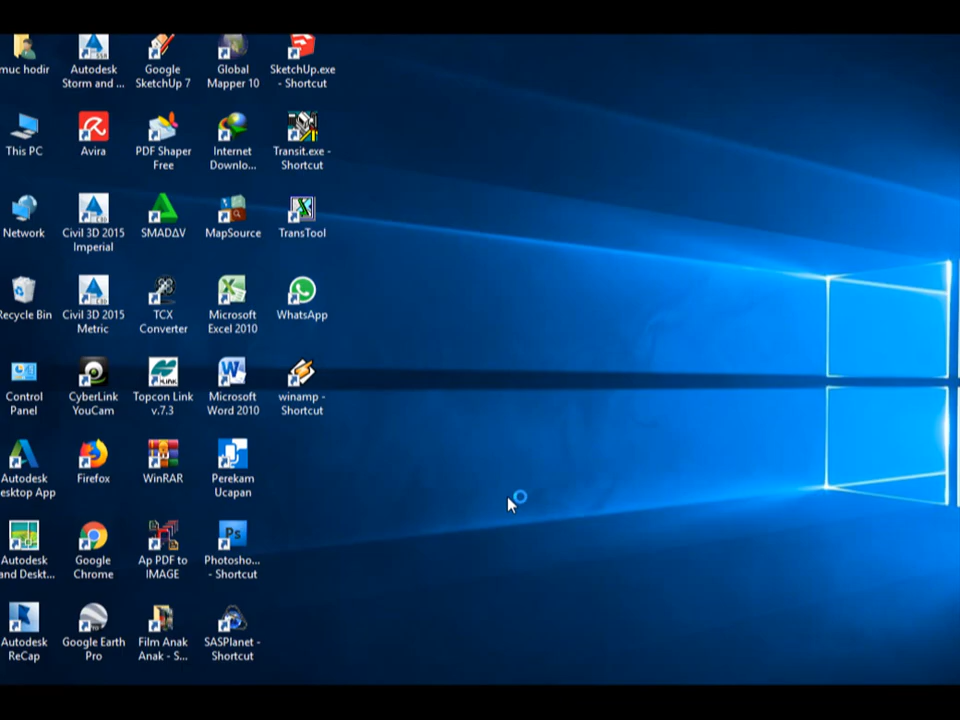 muc hodir
Autodesk
Storm and ...
Google
SketchUp 7
Global
Mapper 10
SketchUp.exe
- Shortcut
This PC
Avira
PDF Shaper
Free
Internet
Downlo...
Transit.exe -
Shortcut
Network
Civil 3D 2015
Imperial
SMADΔV
MapSource
TransTool
Recycle Bin
Civil 3D 2015
Metric
TCX
Converter
Microsoft
Excel 2010
WhatsApp
Control
Panel
CyberLink
YouCam
Topcon Link
v.7.3
Microsoft
Word 2010
winamp -
Shortcut
Autodesk
esktop App
Firefox
WinRAR
Perekam
Ucapan
Autodesk
and Deskt...
Google
Chrome
Ap PDF to
IMAGE
Photosho...
- Shortcut
Autodesk
ReCap
Google Earth
Pro
Film Anak
Anak - S...
SASPlanet -
Shortcut